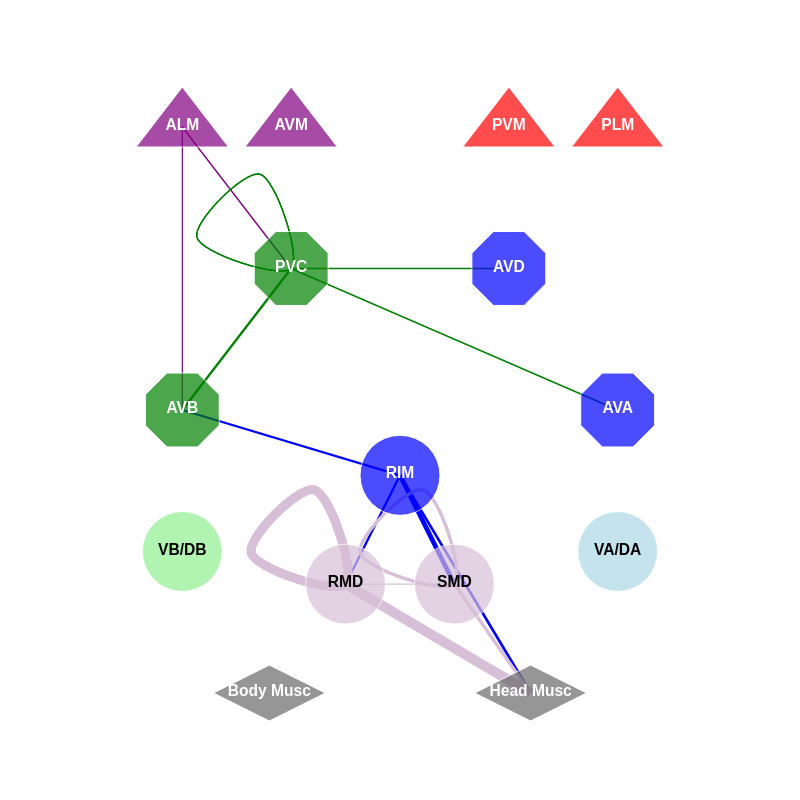 ALM
AVM
PVM
PLM
PVC
AVD
AVB
AVA
RIM
VB/DB
VA/DA
RMD
SMD
Body Musc
Head Musc